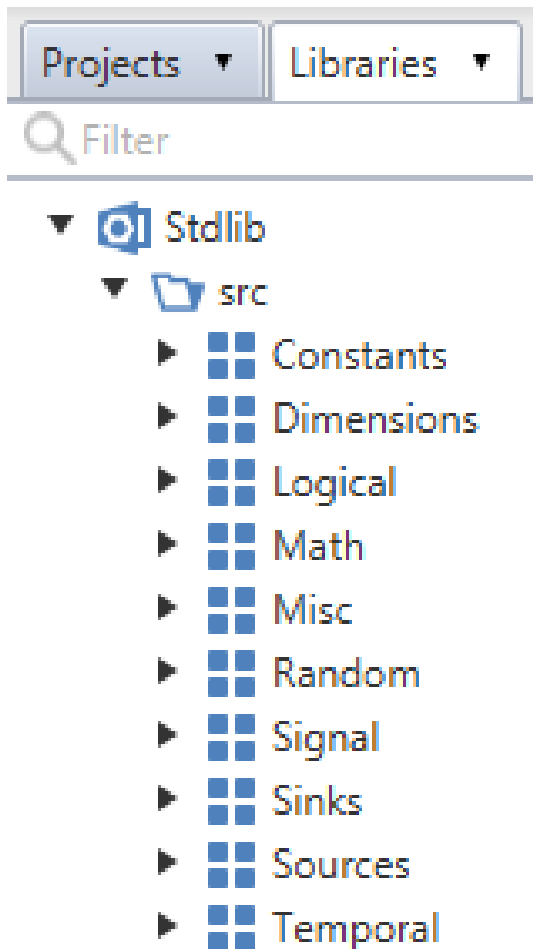 Projects Libraries
Filter
Stdlib
src
Constants
Dimensions
Logical
Math
Misc
Random
Signal
Sinks
Sources
Temporal